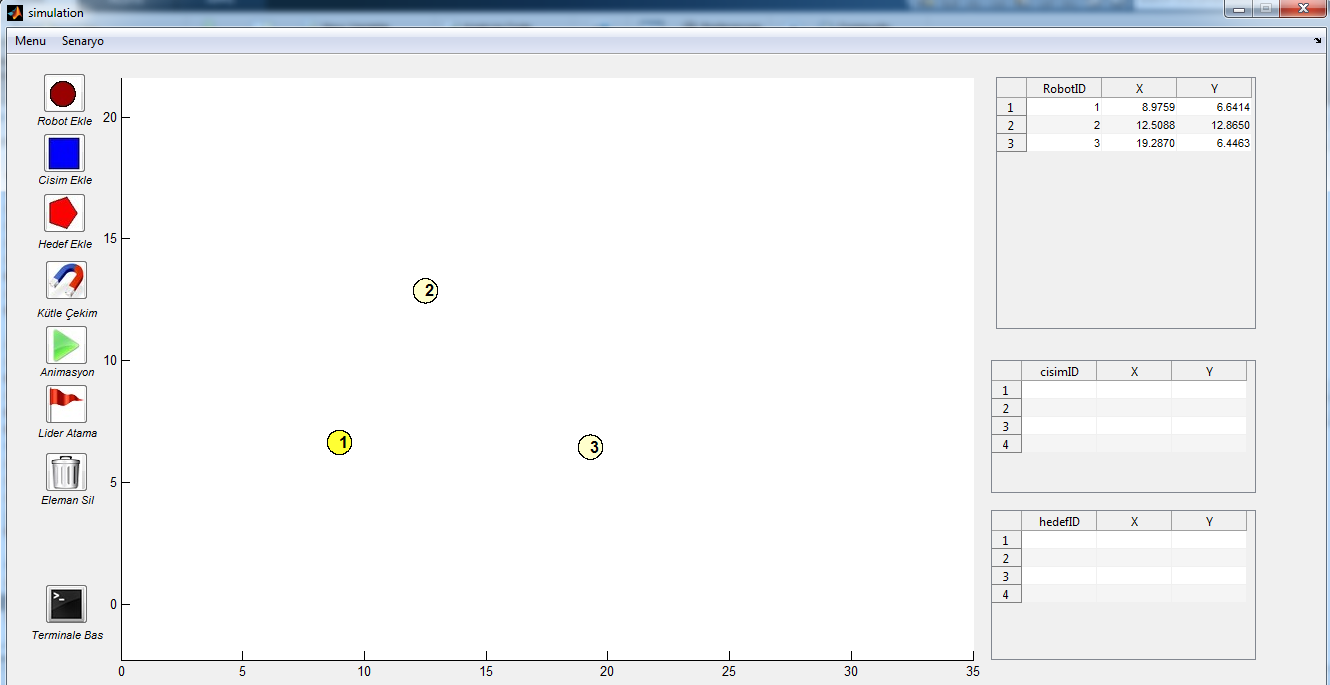 simulation
Menu Senaryo
Robot Ekle
Cisim Ekle
Hedef Ekle
Kütle Çekim
Animasyon
Lider Atama
Eleman Sil
>_
Terminale Bas
20
15
10
5
0
0 5 10 15 20 25 30 35
2
1
3
RobotID X Y
1 1 8.9759 6.6414
2 2 12.5088 12.8650
3 3 19.2870 6.4463
cisimID X Y
1
2
3
4
hedefID X Y
1
2
3
4